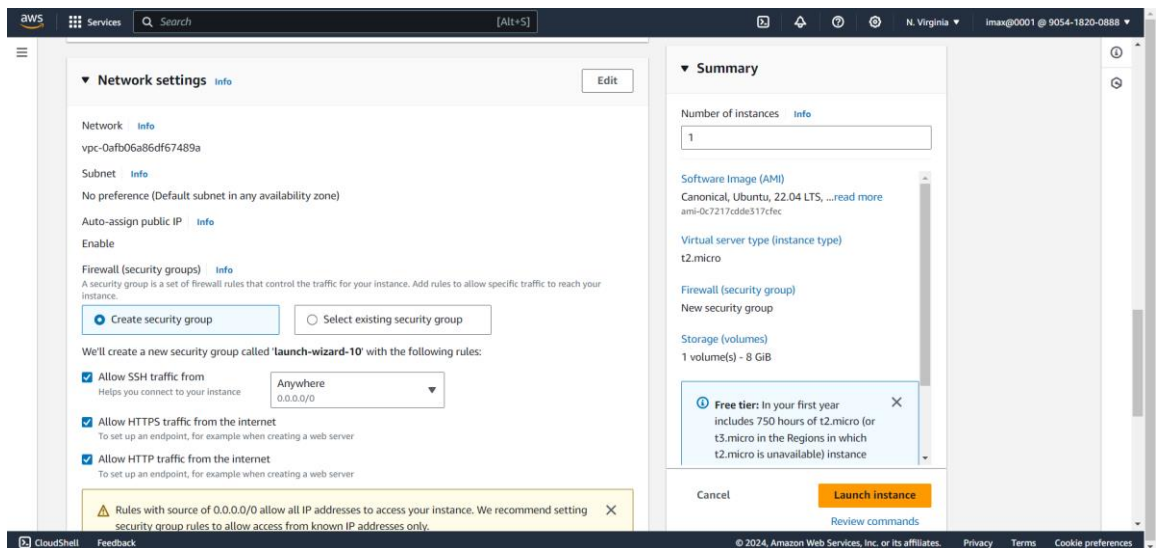 aws
Services
Search
[Alt+S]
N. Virginia ▼
imax@0001 @ 9054-1820-0888 ▼
▼ Network settings Info
Edit
Network Info
vpc-0afb06a86df67489a
Subnet Info
No preference (Default subnet in any availability zone)
Auto-assign public IP Info
Enable
Firewall (security groups) Info
A security group is a set of firewall rules that control the traffic for your instance. Add rules to allow specific traffic to reach your
instance.
Create security group
Select existing security group
We'll create a new security group called 'launch-wizard-10' with the following rules:
Allow SSH traffic from
Helps you connect to your instance
Anywhere
0.0.0.0/0
Allow HTTPS traffic from the internet
To set up an endpoint, for example when creating a web server
Allow HTTP traffic from the internet
To set up an endpoint, for example when creating a web server
Rules with source of 0.0.0.0/0 allow all IP addresses to access your instance. We recommend setting
security group rules to allow access from known IP addresses only.
▼ Summary
Number of instances Info
1
Software Image (AMI)
Canonical, Ubuntu, 22.04 LTS, ...read more
ami-0c7217cdde317cfec
Virtual server type (instance type)
t2.micro
Firewall (security group)
New security group
Storage (volumes)
1 volume(s) - 8 GiB
Free tier: In your first year
includes 750 hours of t2.micro (or
t3.micro in the Regions in which
t2.micro is unavailable) instance
Cancel
Launch instance
Review commands
CloudShell
Feedback
© 2024, Amazon Web Services, Inc. or its affiliates.
Privacy
Terms
Cookie preferences